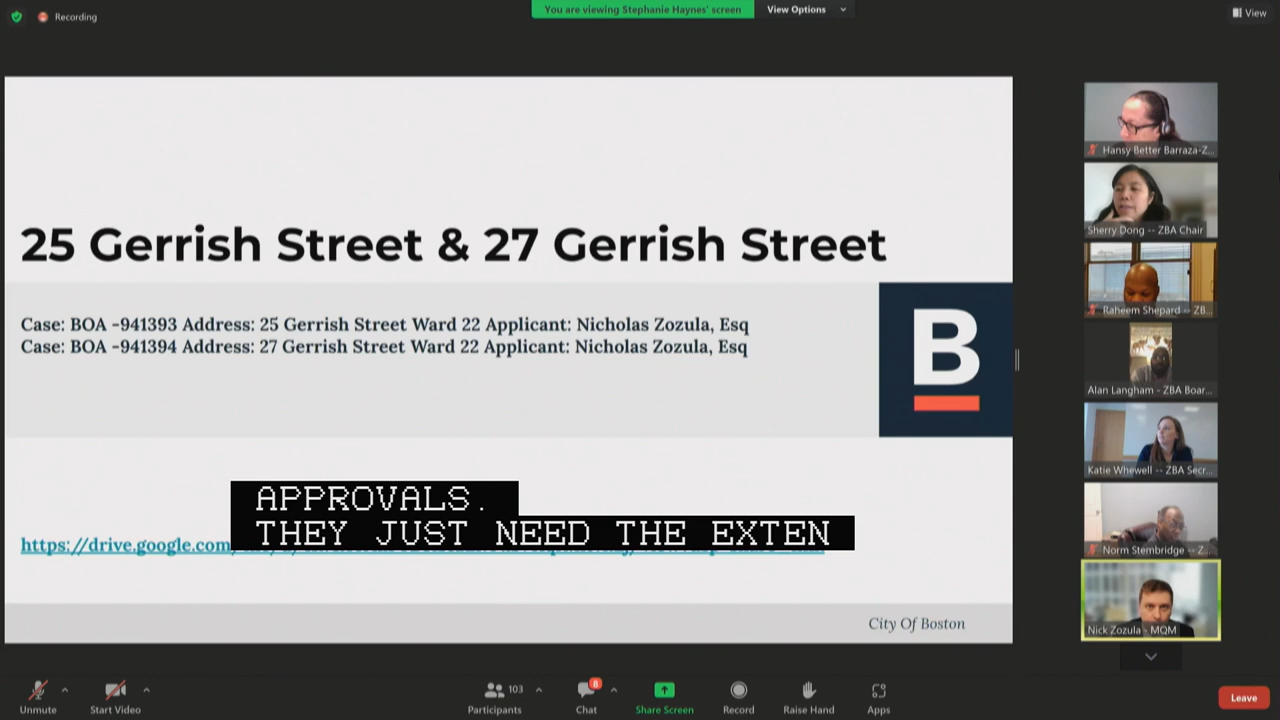 Recording
You are viewing Stephanie Haynes' screen
View Options
View
25 Gerrish Street & 27 Gerrish Street
Case: BOA -941393 Address: 25 Gerrish Street Ward 22 Applicant: Nicholas Zozula, Esq
Case: BOA -941394 Address: 27 Gerrish Street Ward 22 Applicant: Nicholas Zozula, Esq
B
APPROVALS.
THEY JUST NEED THE EXTEN
https://drive.google.com
City Of Boston
Hansy Better Barraza-Z...
Sherry Dong -- ZBA Chair
Raheem Shepard -- ZB...
Alan Langham - ZBA Boar...
Katie Whewell -- ZBA Secr...
Norm Stembridge -- Z...
Nick Zozula - MQM
Unmute
Start Video
Participants
103
Chat
8
Share Screen
Record
Raise Hand
Apps
Leave